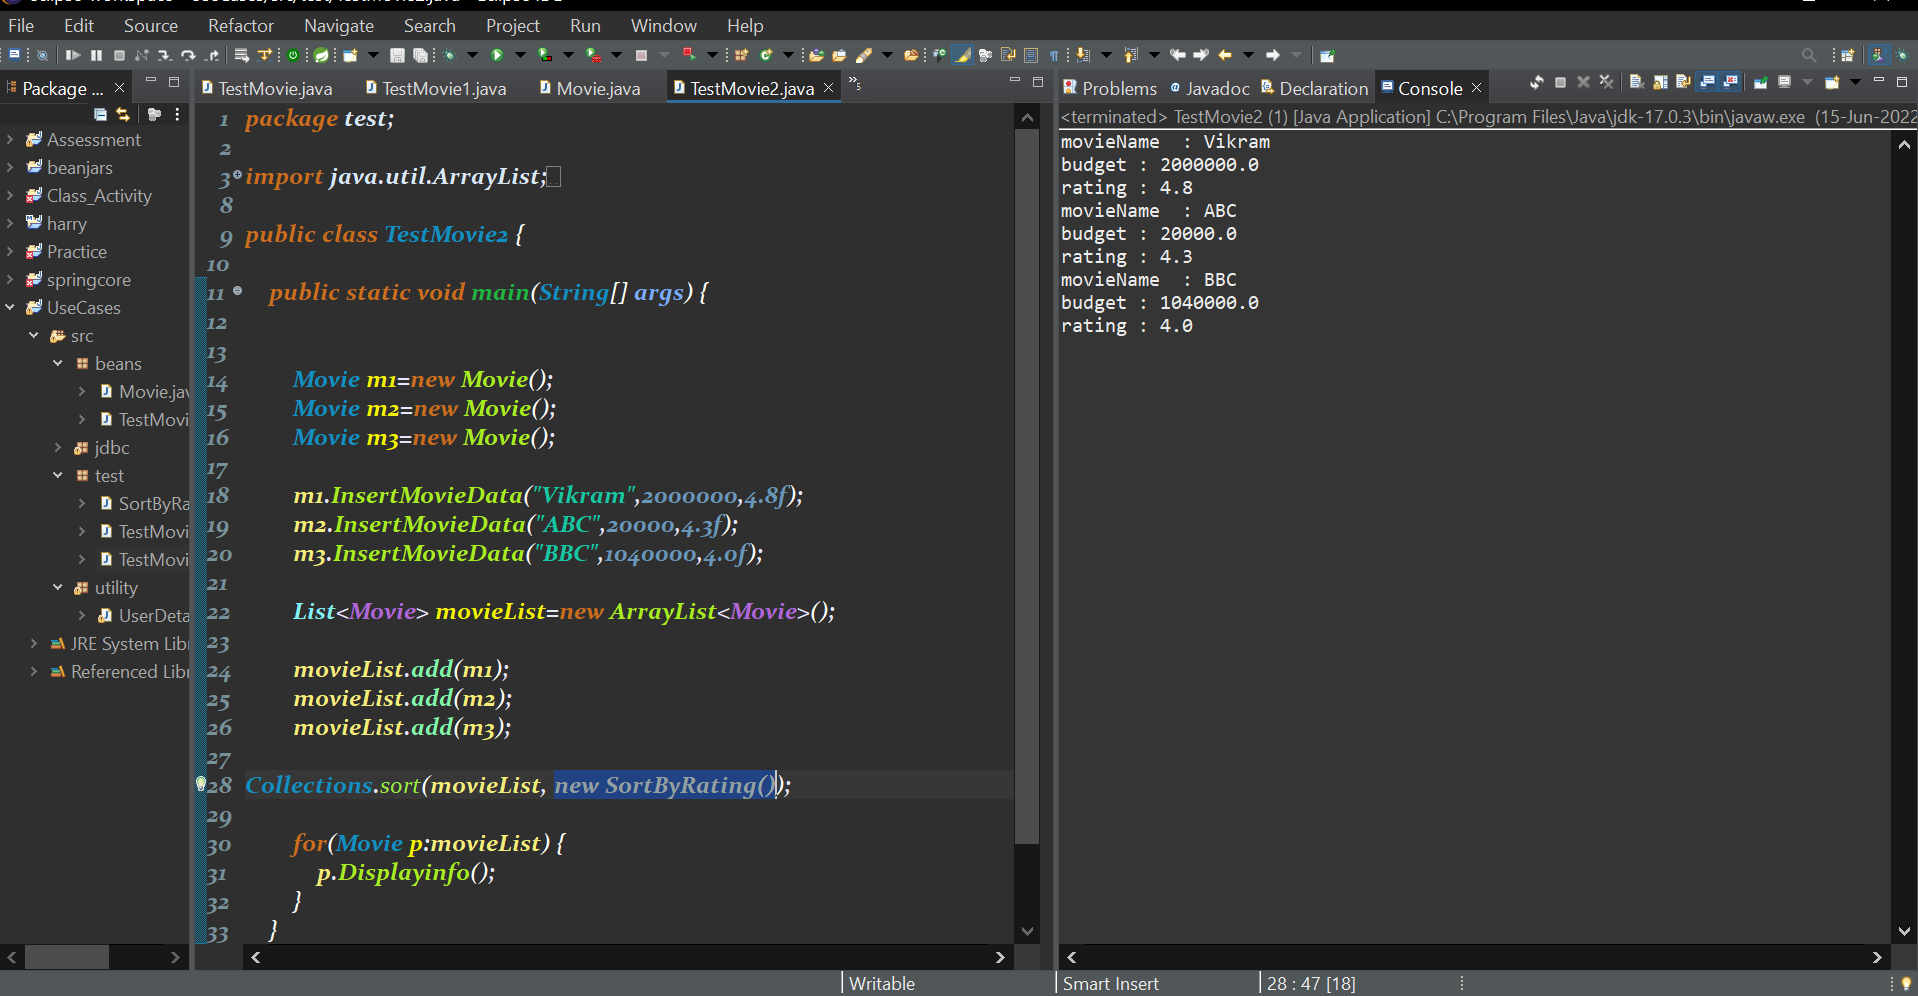 File Edit Source Refactor Navigate Search Project Run Window Help
Package ...
Assessment
beanjars
Class_Activity
harry
Practice
springcore
UseCases
src
beans
Movie.jav
TestMovi
jdbc
test
SortByRa
TestMovi
TestMovi
utility
UserDeta
JRE System Libr
Referenced Libr
TestMovie.java TestMovie1.java Movie.java TestMovie2.java 5
1 package test;
2
3 import java.util.ArrayList;
8
9 public class TestMovie2 {
10
11 public static void main(String[] args) {
12
13
14 Movie m1=new Movie();
15 Movie m2=new Movie();
16 Movie m3=new Movie();
17
18 m1.InsertMovieData("Vikram",2000000,4.8f);
19 m2.InsertMovieData("ABC",20000,4.3f);
20 m3.InsertMovieData("BBC",1040000,4.0f);
21
22 List<Movie> movieList=new ArrayList<Movie>();
23
24 movieList.add(m1);
25 movieList.add(m2);
26 movieList.add(m3);
27
28 Collections.sort(movieList, new SortByRating());
29
30 for(Movie p:movieList) {
31 p.Displayinfo();
32 }
33 }
Problems Javadoc Declaration Console
<terminated> TestMovie2 (1) [Java Application] C:\Program Files\Java\jdk-17.0.3\bin\javaw.exe (15-Jun-2022
movieName : Vikram
budget : 2000000.0
rating : 4.8
movieName : ABC
budget : 20000.0
rating : 4.3
movieName : BBC
budget : 1040000.0
rating : 4.0
Writable Smart Insert 28 : 47 [18]